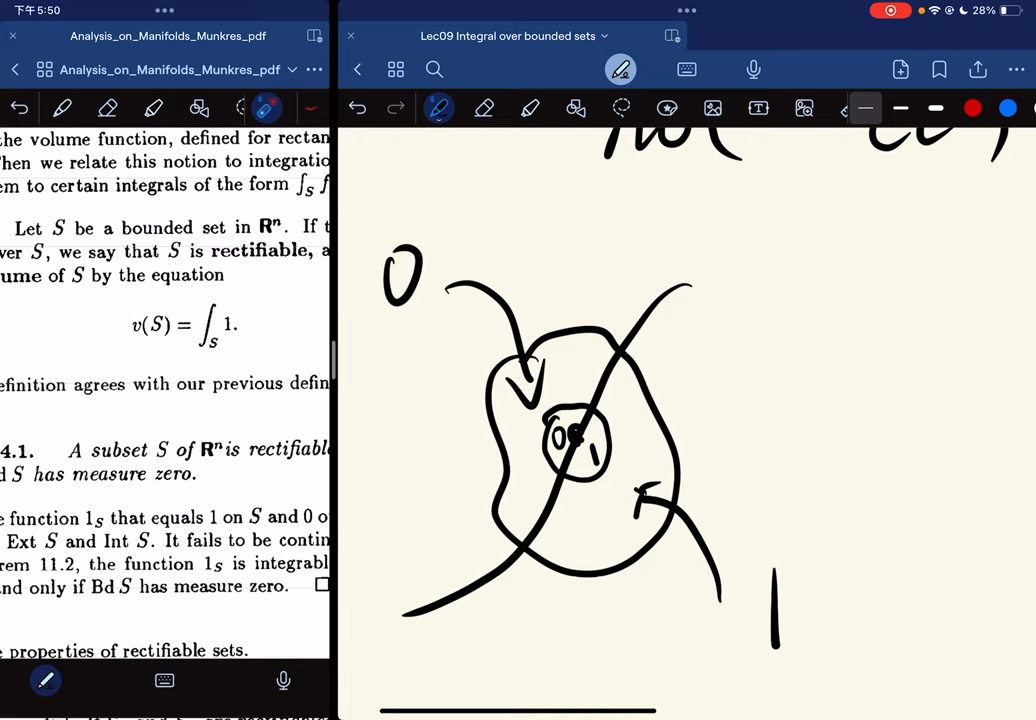 下午5:50
28%
Analysis_on_Manifolds_Munkres_pdf
Lec09 Integral over bounded sets
Analysis_on_Manifolds_Munkres_pdf
the volume function, defined for rectan
Then we relate this notion to integratio
em to certain integrals of the form ∫_S f
Let S be a bounded set in Rⁿ. If t
ver S, we say that S is rectifiable, a
ume of S by the equation
v(S) = ∫_S 1.
efinition agrees with our previous defin
4.1. A subset S of Rⁿ is rectifiabl
d S has measure zero.
e function 1_S that equals 1 on S and 0 o
Ext S and Int S. It fails to be contin
rem 11.2, the function 1_S is integrabl
nd only if Bd S has measure zero. □
e properties of rectifiable sets.
0
0 1
1